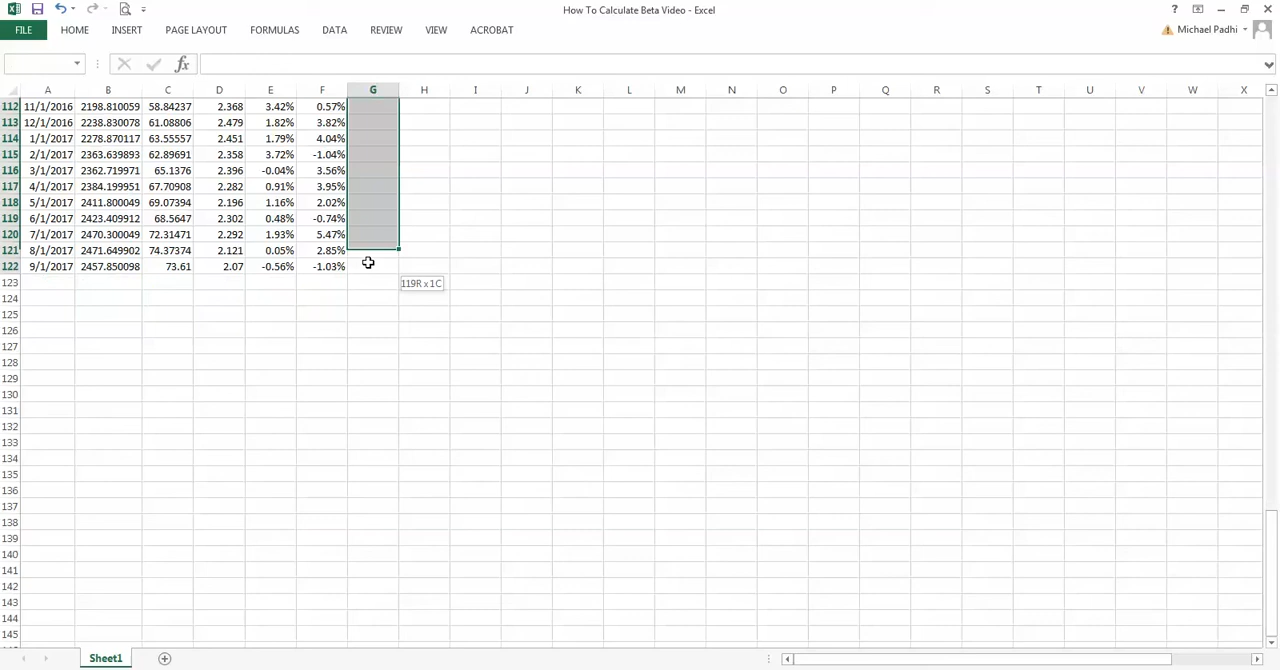 How To Calculate Beta Video - Excel
?
FILE HOME INSERT PAGE LAYOUT FORMULAS DATA REVIEW VIEW ACROBAT Michael Padhi
fx
A B C D E F G H I J K L M N O P Q R S T U V W X
112 11/1/2016 2198.810059 58.84237 2.368 3.42% 0.57%
113 12/1/2016 2238.830078 61.08806 2.479 1.82% 3.82%
114 1/1/2017 2278.870117 63.55557 2.451 1.79% 4.04%
115 2/1/2017 2363.639893 62.89691 2.358 3.72% -1.04%
116 3/1/2017 2362.719971 65.1376 2.396 -0.04% 3.56%
117 4/1/2017 2384.199951 67.70908 2.282 0.91% 3.95%
118 5/1/2017 2411.800049 69.07394 2.196 1.16% 2.02%
119 6/1/2017 2423.409912 68.5647 2.302 0.48% -0.74%
120 7/1/2017 2470.300049 72.31471 2.292 1.93% 5.47%
121 8/1/2017 2471.649902 74.37374 2.121 0.05% 2.85%
122 9/1/2017 2457.850098 73.61 2.07 -0.56% -1.03%
123 119R x 1C
124
125
126
127
128
129
130
131
132
133
134
135
136
137
138
139
140
141
142
143
144
145
Sheet1